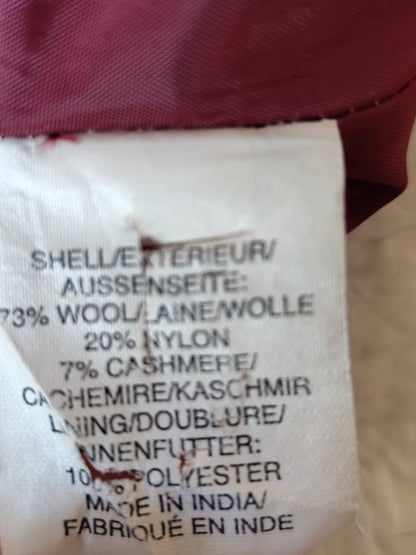 SHELL/EXTERIEUR/
AUSSENSEITE:
73% WOOL/LAINE/WOLLE
20% NYLON
7% CASHMERE/
CACHEMIRE/KASCHMIR
LINING/DOUBLURE/
INNENFUTTER:
100% POLYESTER
MADE IN INDIA/
FABRIQUÉ EN INDE